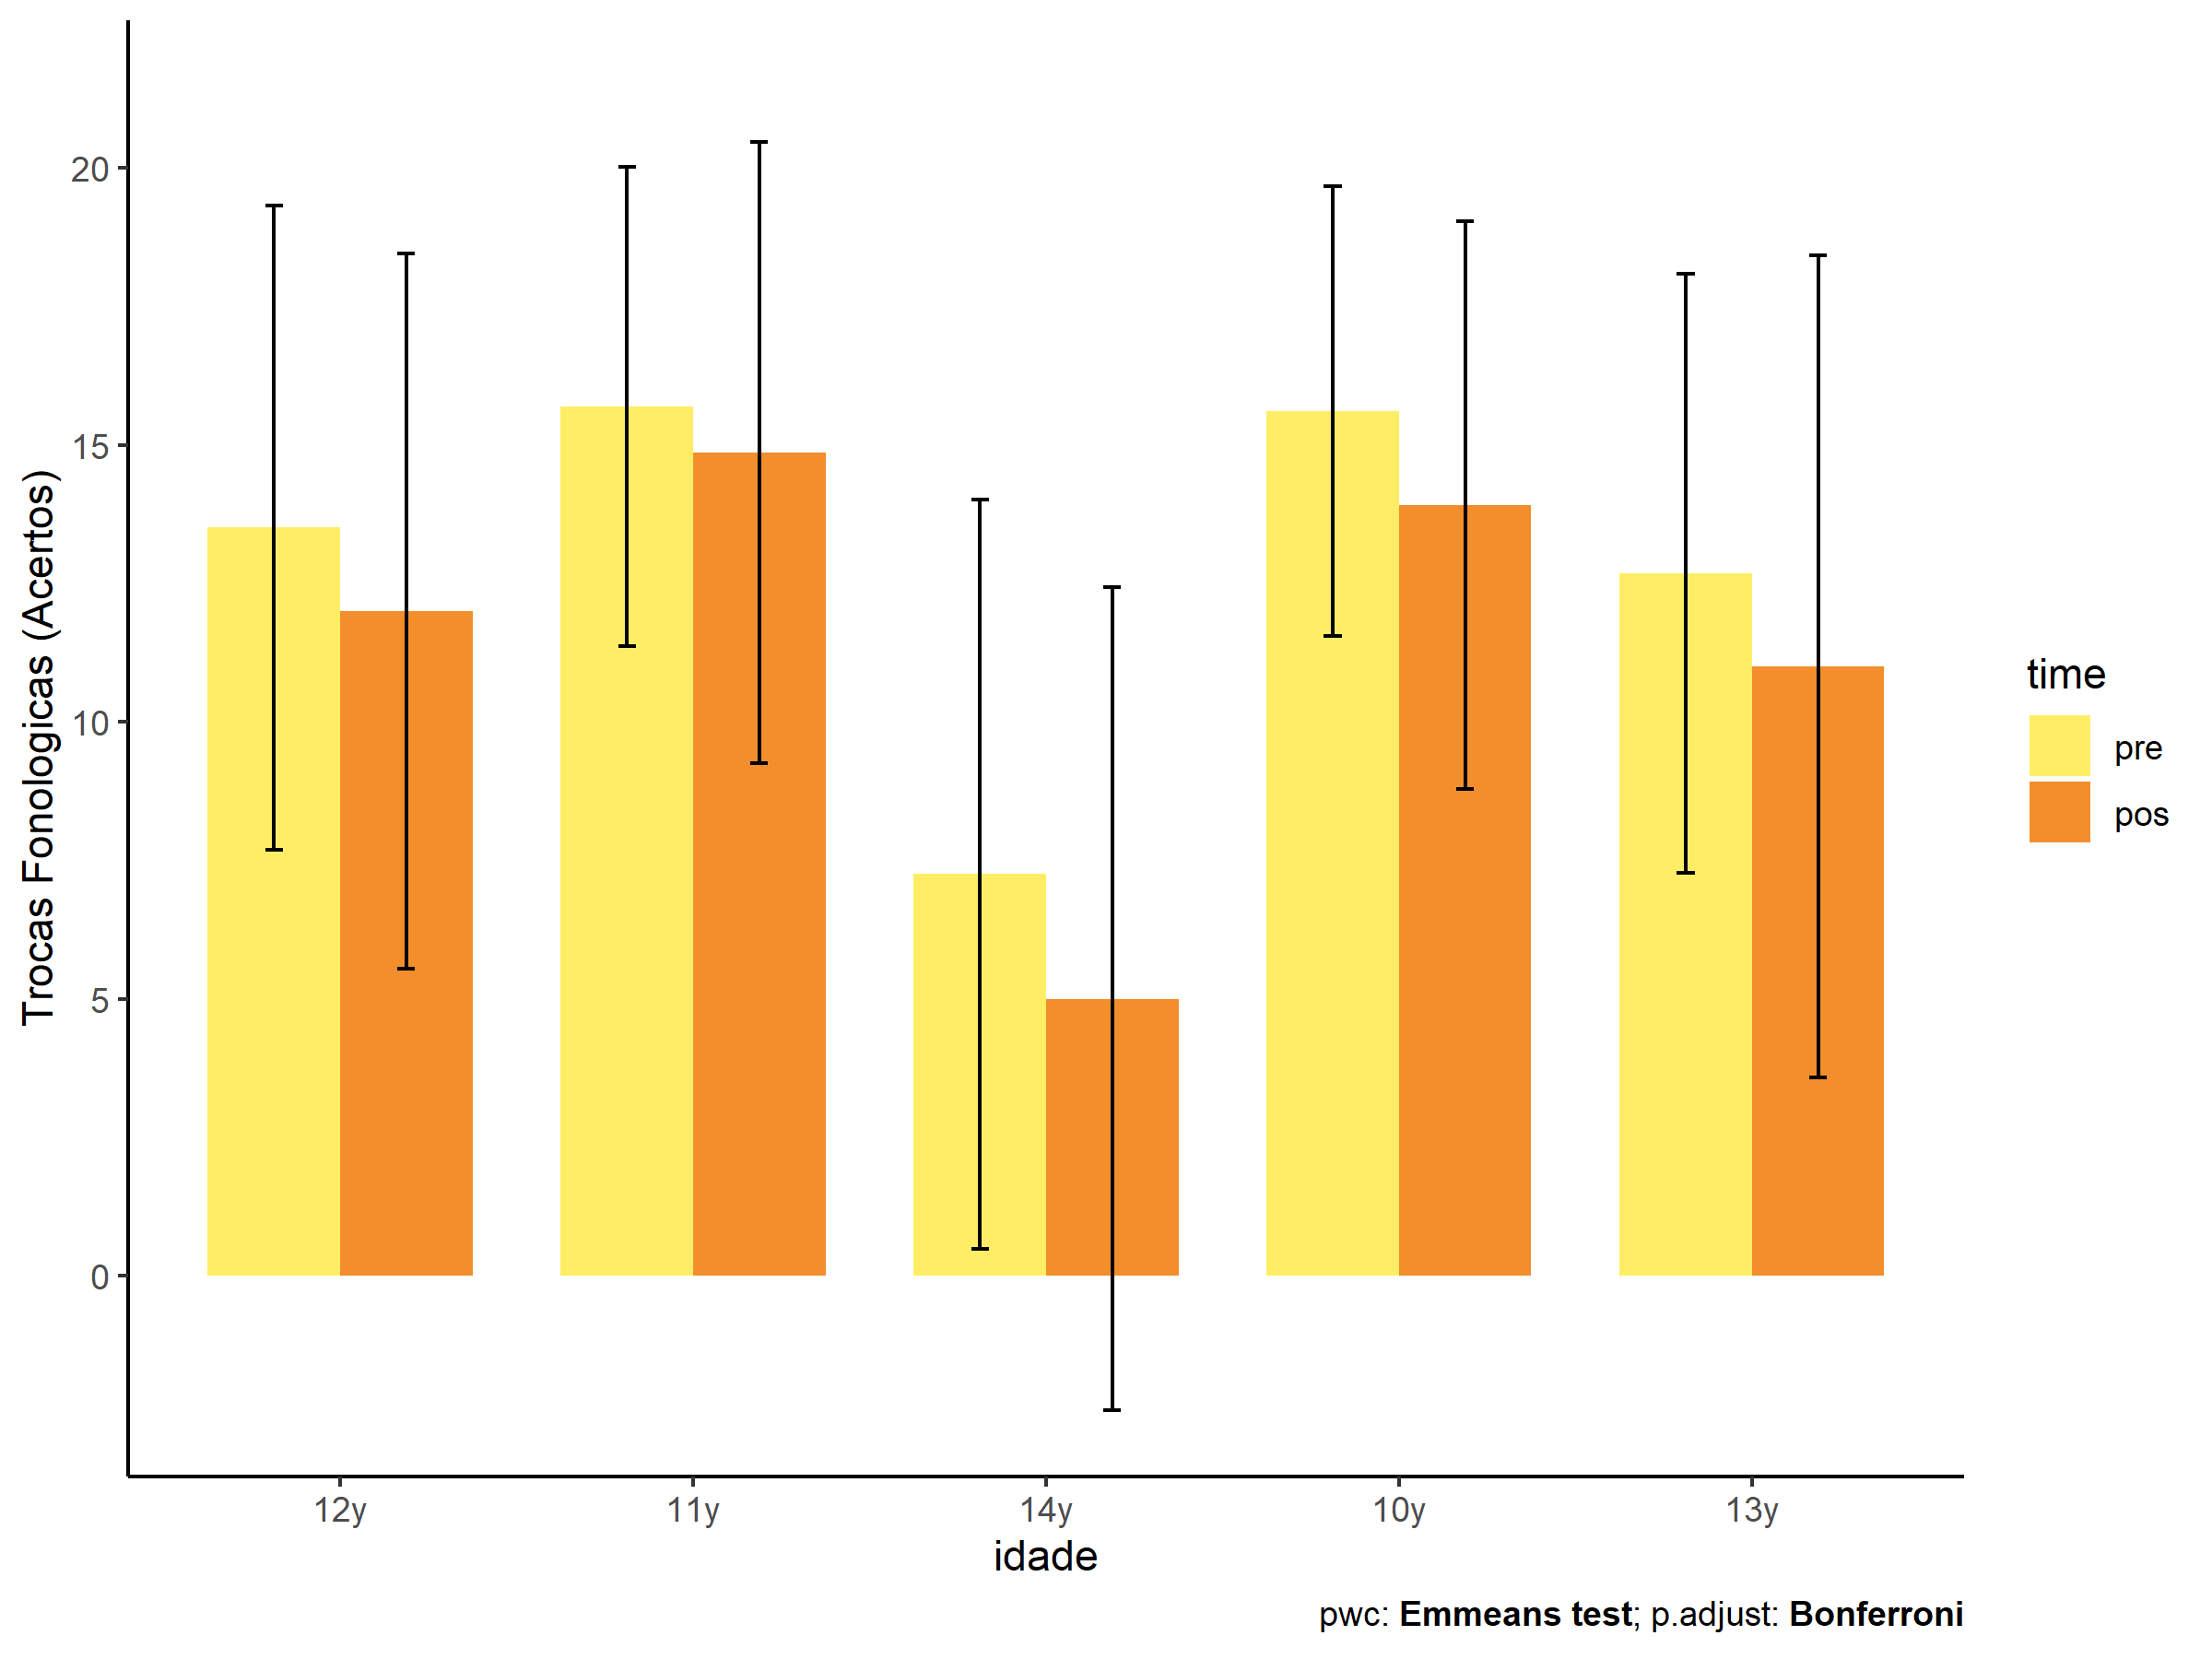 Trocas Fonologicas (Acertos)
20
15
10
5
0
12y
11y
14y
10y
13y
idade
time
pre
pos
pwc: Emmeans test; p.adjust: Bonferroni